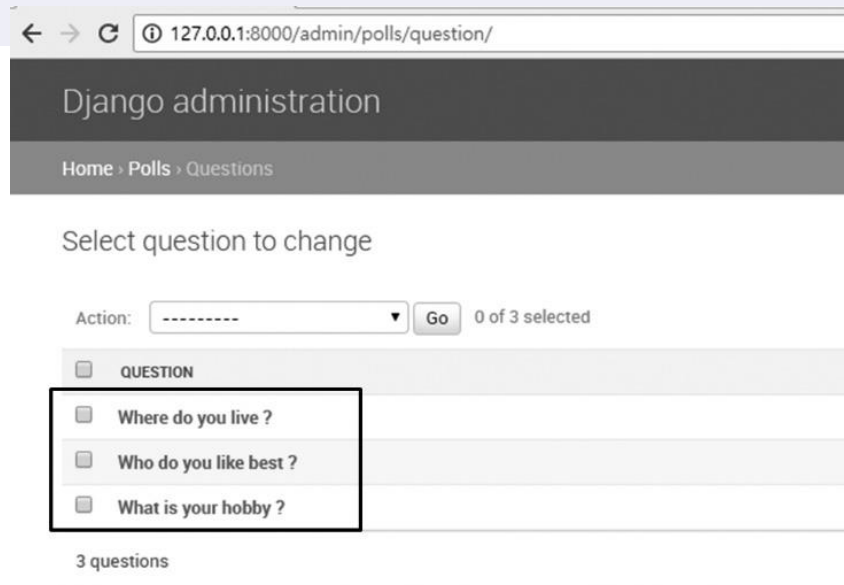 127.0.0.1:8000/admin/polls/question/
Django administration
Home › Polls › Questions
Select question to change
Action: --------- Go 0 of 3 selected
QUESTION
Where do you live ?
Who do you like best ?
What is your hobby ?
3 questions